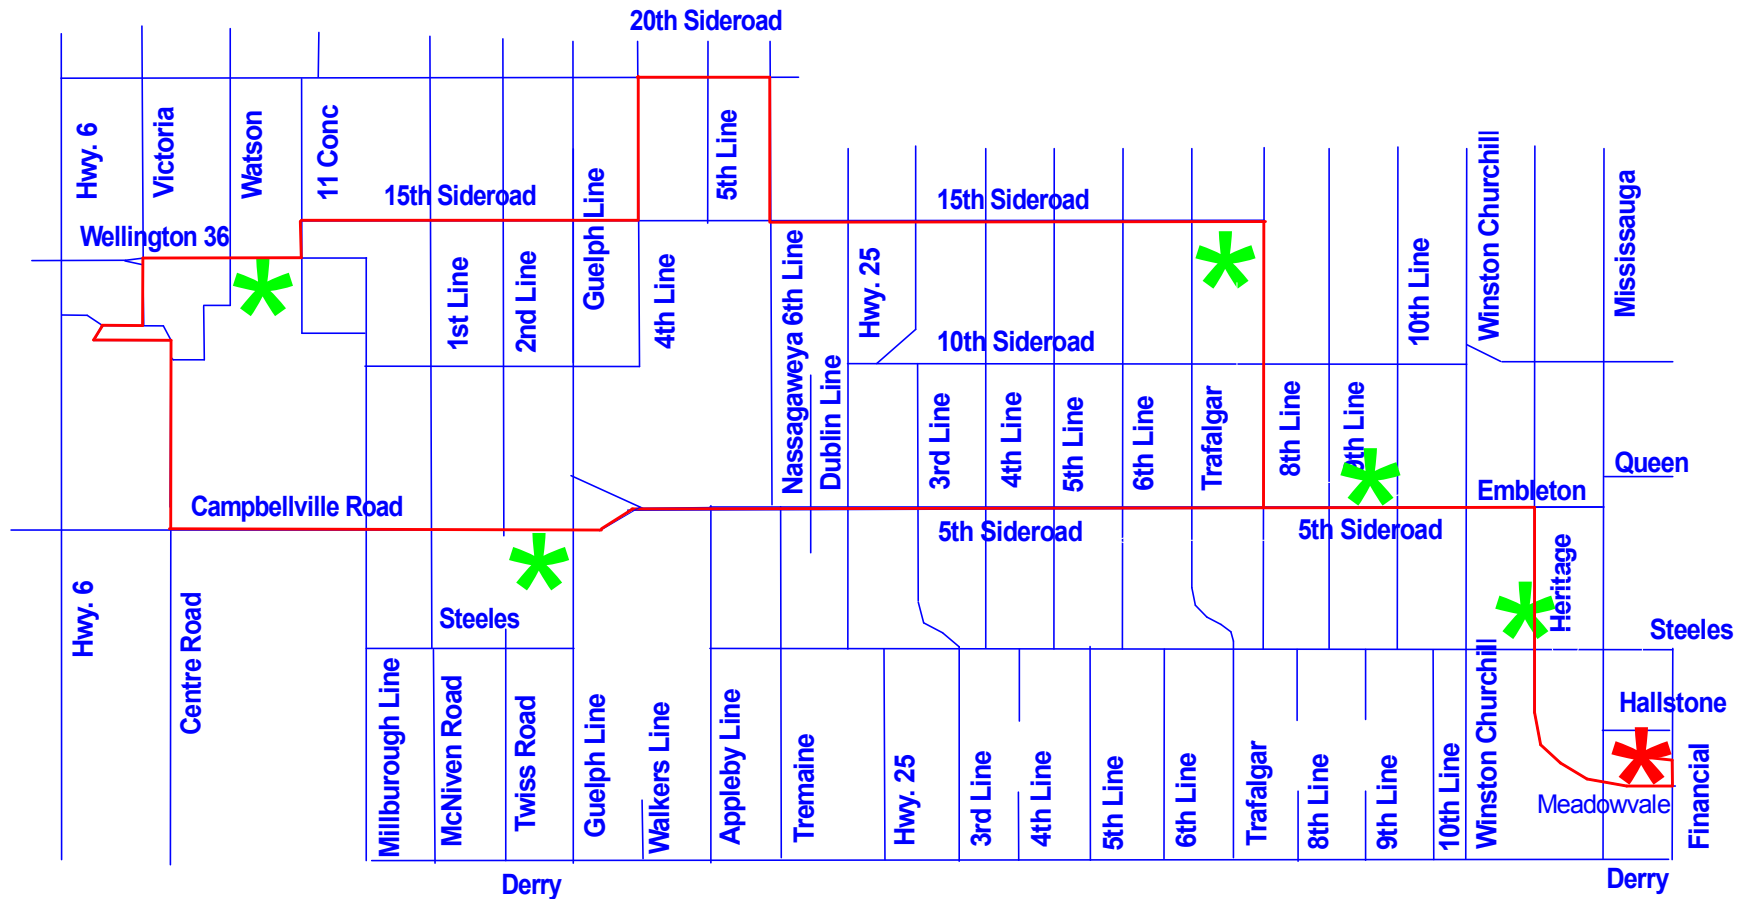 20th Sideroad
Hwy. 6
Victoria
Watson
11 Conc
5th Line
15th Sideroad
Guelph Line
15th Sideroad
Winston Churchill
Mississauga
Wellington 36
1st Line
2nd Line
4th Line
Nassagaweya 6th Line
Hwy. 25
10th Line
10th Sideroad
Dublin Line
3rd Line
4th Line
5th Line
6th Line
Trafalgar
8th Line
9th Line
Queen
Embleton
Campbellville Road
5th Sideroad
5th Sideroad
Heritage
Hwy. 6
Centre Road
Steeles
Steeles
Millburough Line
McNiven Road
Twiss Road
Guelph Line
Walkers Line
Appleby Line
Tremaine
Hwy. 25
3rd Line
4th Line
5th Line
6th Line
Trafalgar
8th Line
9th Line
10th Line
Winston Churchill
Hallstone
Meadowvale
Financial
Derry
Derry